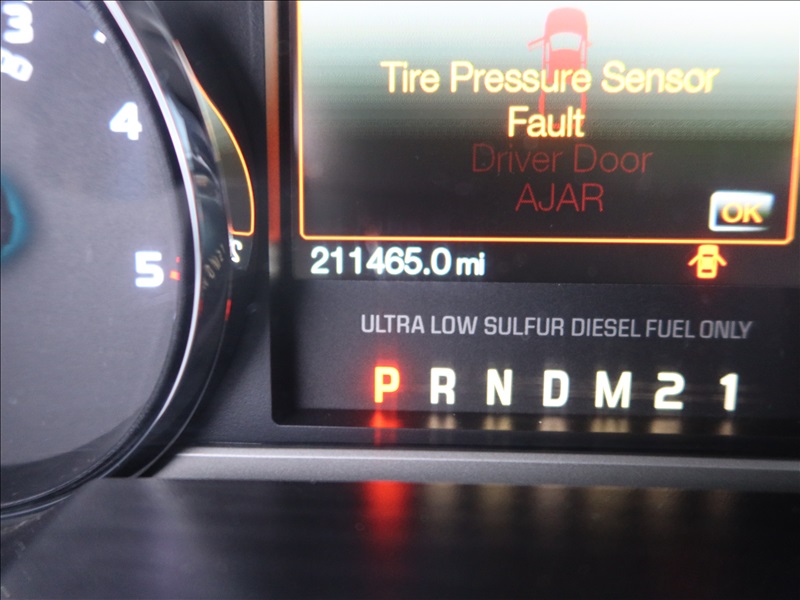 3
4
5
Tire Pressure Sensor
Fault
Driver Door
AJAR
OK
211465.0 mi
ULTRA LOW SULFUR DIESEL FUEL ONLY
P R N D M 2 1